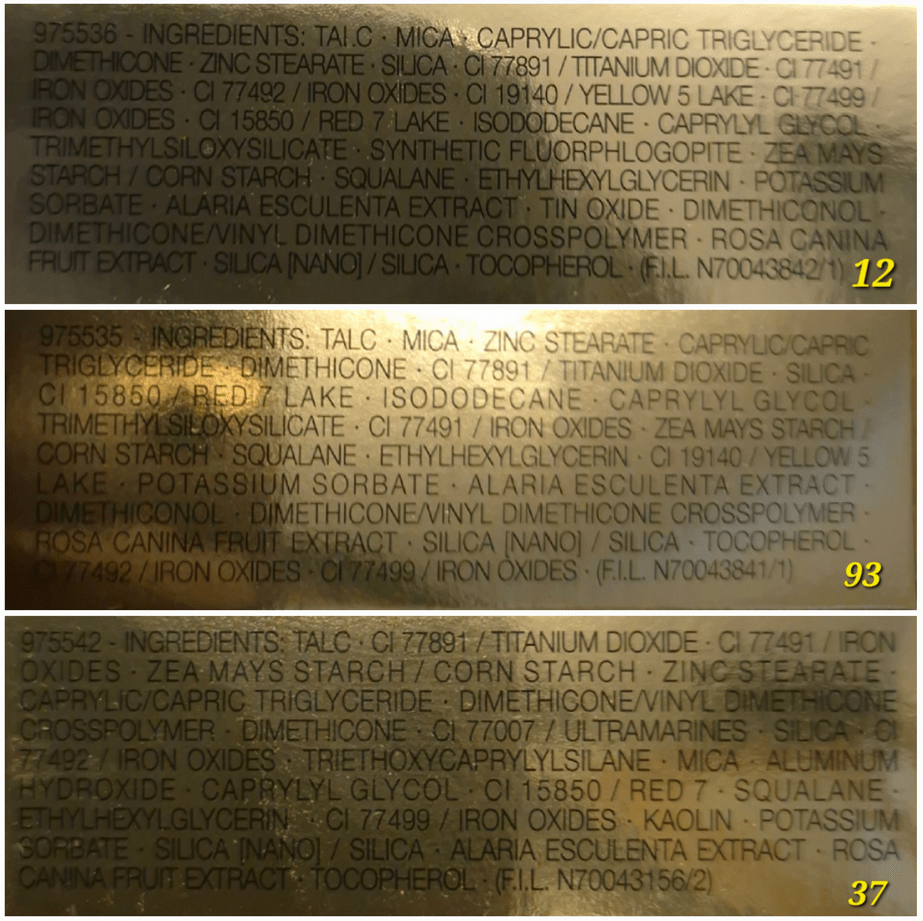 975536 - INGREDIENTS: TALC · MICA · CAPRYLIC/CAPRIC TRIGLYCERIDE ·
DIMETHICONE · ZINC STEARATE · SILICA · CI 77891 / TITANIUM DIOXIDE · CI 77491 /
IRON OXIDES · CI 77492 / IRON OXIDES · CI 19140 / YELLOW 5 LAKE · CI 77499 /
IRON OXIDES · CI 15850 / RED 7 LAKE · ISODODECANE · CAPRYLYL GLYCOL ·
TRIMETHYLSILOXYSILICATE · SYNTHETIC FLUORPHLOGOPITE · ZEA MAYS
STARCH / CORN STARCH · SQUALANE · ETHYLHEXYLGLYCERIN · POTASSIUM
SORBATE · ALARIA ESCULENTA EXTRACT · TIN OXIDE · DIMETHICONOL ·
DIMETHICONE/VINYL DIMETHICONE CROSSPOLYMER · ROSA CANINA
FRUIT EXTRACT · SILICA [NANO] / SILICA · TOCOPHEROL · (F.I.L. N70043842/1)
12
975535 - INGREDIENTS: TALC · MICA · ZINC STEARATE · CAPRYLIC/CAPRIC
TRIGLYCERIDE · DIMETHICONE · CI 77891 / TITANIUM DIOXIDE · SILICA ·
CI 15850 / RED 7 LAKE · ISODODECANE · CAPRYLYL GLYCOL ·
TRIMETHYLSILOXYSILICATE · CI 77491 / IRON OXIDES · ZEA MAYS STARCH /
CORN STARCH · SQUALANE · ETHYLHEXYLGLYCERIN · CI 19140 / YELLOW 5
LAKE · POTASSIUM SORBATE · ALARIA ESCULENTA EXTRACT ·
DIMETHICONOL · DIMETHICONE/VINYL DIMETHICONE CROSSPOLYMER ·
ROSA CANINA FRUIT EXTRACT · SILICA [NANO] / SILICA · TOCOPHEROL ·
CI 77492 / IRON OXIDES · CI 77499 / IRON OXIDES · (F.I.L. N70043841/1)
93
975542 - INGREDIENTS: TALC · CI 77891 / TITANIUM DIOXIDE · CI 77491 / IRON
OXIDES · ZEA MAYS STARCH / CORN STARCH · ZINC STEARATE ·
CAPRYLIC/CAPRIC TRIGLYCERIDE · DIMETHICONE/VINYL DIMETHICONE
CROSSPOLYMER · DIMETHICONE · CI 77007 / ULTRAMARINES · SILICA · CI
77492 / IRON OXIDES · TRIETHOXYCAPRYLYLSILANE · MICA · ALUMINUM
HYDROXIDE · CAPRYLYL GLYCOL · CI 15850 / RED 7 · SQUALANE ·
ETHYLHEXYLGLYCERIN · CI 77499 / IRON OXIDES · KAOLIN · POTASSIUM
SORBATE · SILICA [NANO] / SILICA · ALARIA ESCULENTA EXTRACT · ROSA
CANINA FRUIT EXTRACT · TOCOPHEROL · (F.I.L. N70043156/2)
37